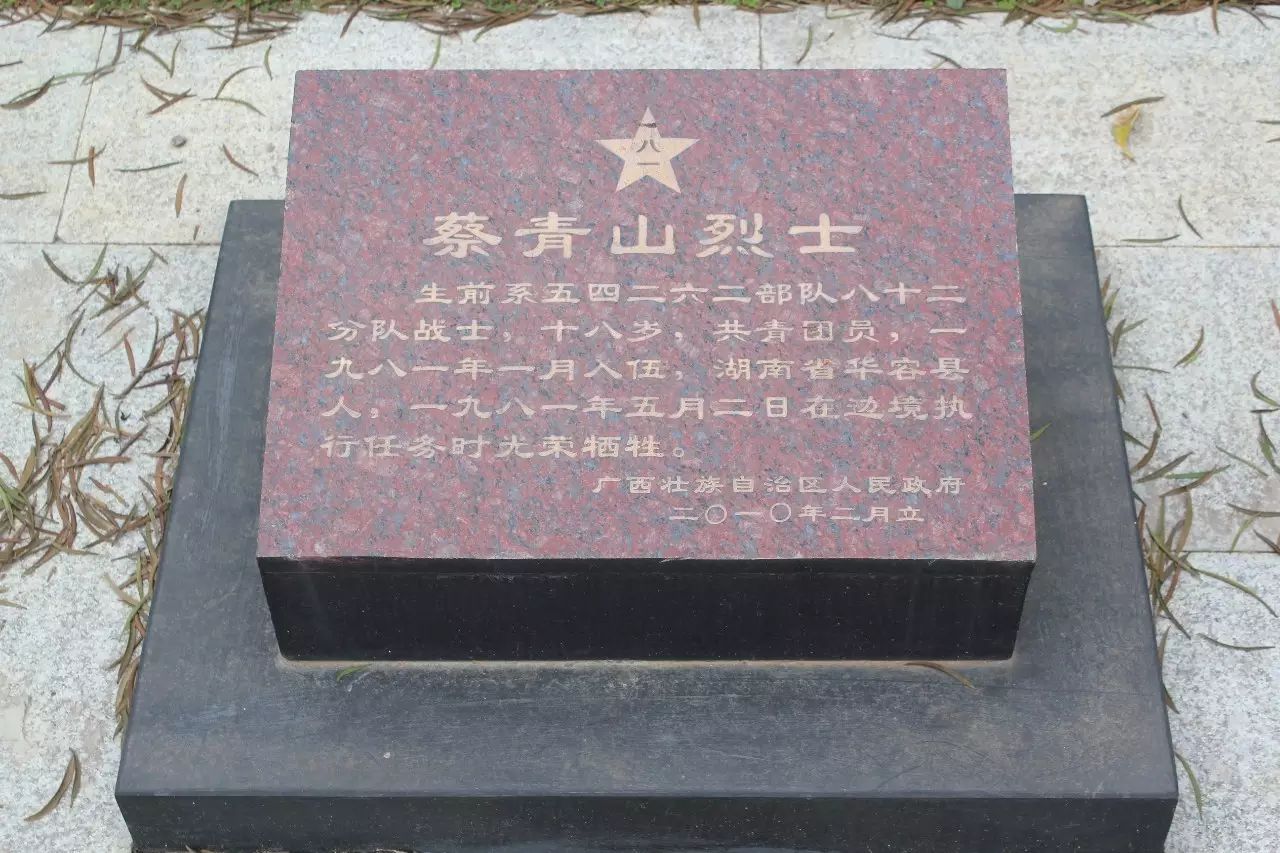 八一
蔡青山烈士
生前系五四二六二部队八十二
分队战士，十八岁，共青团员，一
九八一年一月入伍，湖南省华容县
人，一九八一年五月二日在边境执
行任务时光荣牺牲。
广西壮族自治区人民政府
二〇一〇年二月立